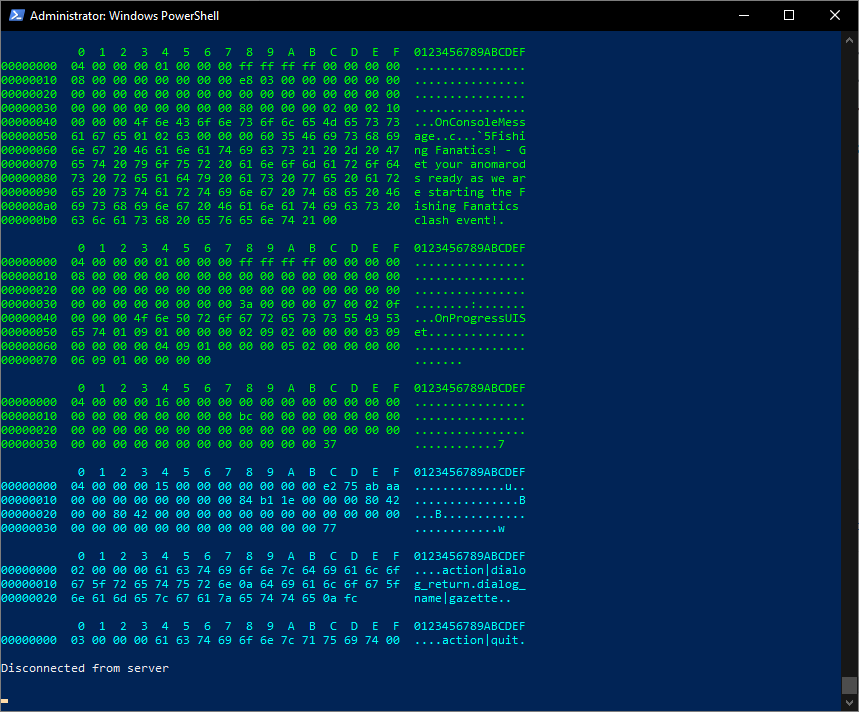 Administrator: Windows PowerShell
0 1 2 3 4 5 6 7 8 9 A B C D E F 0123456789ABCDEF
00000000 04 00 00 00 01 00 00 00 ff ff ff ff 00 00 00 00 ................
00000010 08 00 00 00 00 00 00 00 e8 03 00 00 00 00 00 00 ................
00000020 00 00 00 00 00 00 00 00 00 00 00 00 00 00 00 00 ................
00000030 00 00 00 00 00 00 00 00 80 00 00 00 02 00 02 10 ................
00000040 00 00 00 4f 6e 43 6f 6e 73 6f 6c 65 4d 65 73 73 ...OnConsoleMess
00000050 61 67 65 01 02 63 00 00 00 60 35 46 69 73 68 69 age..c...`5Fishi
00000060 6e 67 20 46 61 6e 61 74 69 63 73 21 20 2d 20 47 ng Fanatics! - G
00000070 65 74 20 79 6f 75 72 20 61 6e 6f 6d 61 72 6f 64 et your anomarod
00000080 73 20 72 65 61 64 79 20 61 73 20 77 65 20 61 72 s ready as we ar
00000090 65 20 73 74 61 72 74 69 6e 67 20 74 68 65 20 46 e starting the F
000000a0 69 73 68 69 6e 67 20 46 61 6e 61 74 69 63 73 20 ishing Fanatics
000000b0 63 6c 61 73 68 20 65 76 65 6e 74 21 00 clash event!.
0 1 2 3 4 5 6 7 8 9 A B C D E F 0123456789ABCDEF
00000000 04 00 00 00 01 00 00 00 ff ff ff ff 00 00 00 00 ................
00000010 08 00 00 00 00 00 00 00 00 00 00 00 00 00 00 00 ................
00000020 00 00 00 00 00 00 00 00 00 00 00 00 00 00 00 00 ................
00000030 00 00 00 00 00 00 00 00 3a 00 00 00 07 00 02 0f ........:.......
00000040 00 00 00 4f 6e 50 72 6f 67 72 65 73 73 55 49 53 ...OnProgressUIS
00000050 65 74 01 09 01 00 00 00 02 09 02 00 00 00 03 09 et..............
00000060 00 00 00 00 04 09 01 00 00 00 05 02 00 00 00 00 ................
00000070 06 09 01 00 00 00 00 .......
0 1 2 3 4 5 6 7 8 9 A B C D E F 0123456789ABCDEF
00000000 04 00 00 00 16 00 00 00 00 00 00 00 00 00 00 00 ................
00000010 00 00 00 00 00 00 00 00 bc 00 00 00 00 00 00 00 ................
00000020 00 00 00 00 00 00 00 00 00 00 00 00 00 00 00 00 ................
00000030 00 00 00 00 00 00 00 00 00 00 00 00 37 ............7
0 1 2 3 4 5 6 7 8 9 A B C D E F 0123456789ABCDEF
00000000 04 00 00 00 15 00 00 00 00 00 00 00 e2 75 ab aa .............u..
00000010 00 00 00 00 00 00 00 00 84 b1 1e 00 00 00 80 42 ...............B
00000020 00 00 80 42 00 00 00 00 00 00 00 00 00 00 00 00 ...B............
00000030 00 00 00 00 00 00 00 00 00 00 00 00 77 ............w
0 1 2 3 4 5 6 7 8 9 A B C D E F 0123456789ABCDEF
00000000 02 00 00 00 61 63 74 69 6f 6e 7c 64 69 61 6c 6f ....action|dialo
00000010 67 5f 72 65 74 75 72 6e 0a 64 69 61 6c 6f 67 5f g_return.dialog_
00000020 6e 61 6d 65 7c 67 61 7a 65 74 74 65 0a fc name|gazette..
0 1 2 3 4 5 6 7 8 9 A B C D E F 0123456789ABCDEF
00000000 03 00 00 00 61 63 74 69 6f 6e 7c 71 75 69 74 00 ....action|quit.
Disconnected from server